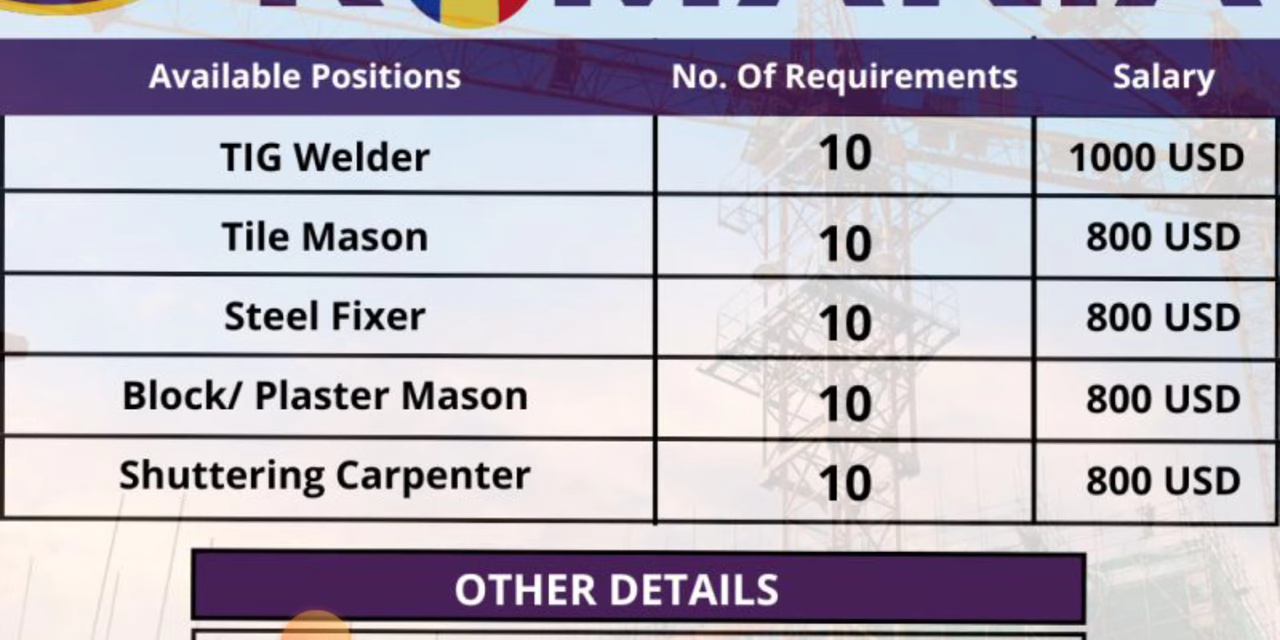 Available Positions No. Of Requirements Salary
TIG Welder 10 1000 USD
Tile Mason 10 800 USD
Steel Fixer 10 800 USD
Block/ Plaster Mason 10 800 USD
Shuttering Carpenter 10 800 USD
OTHER DETAILS